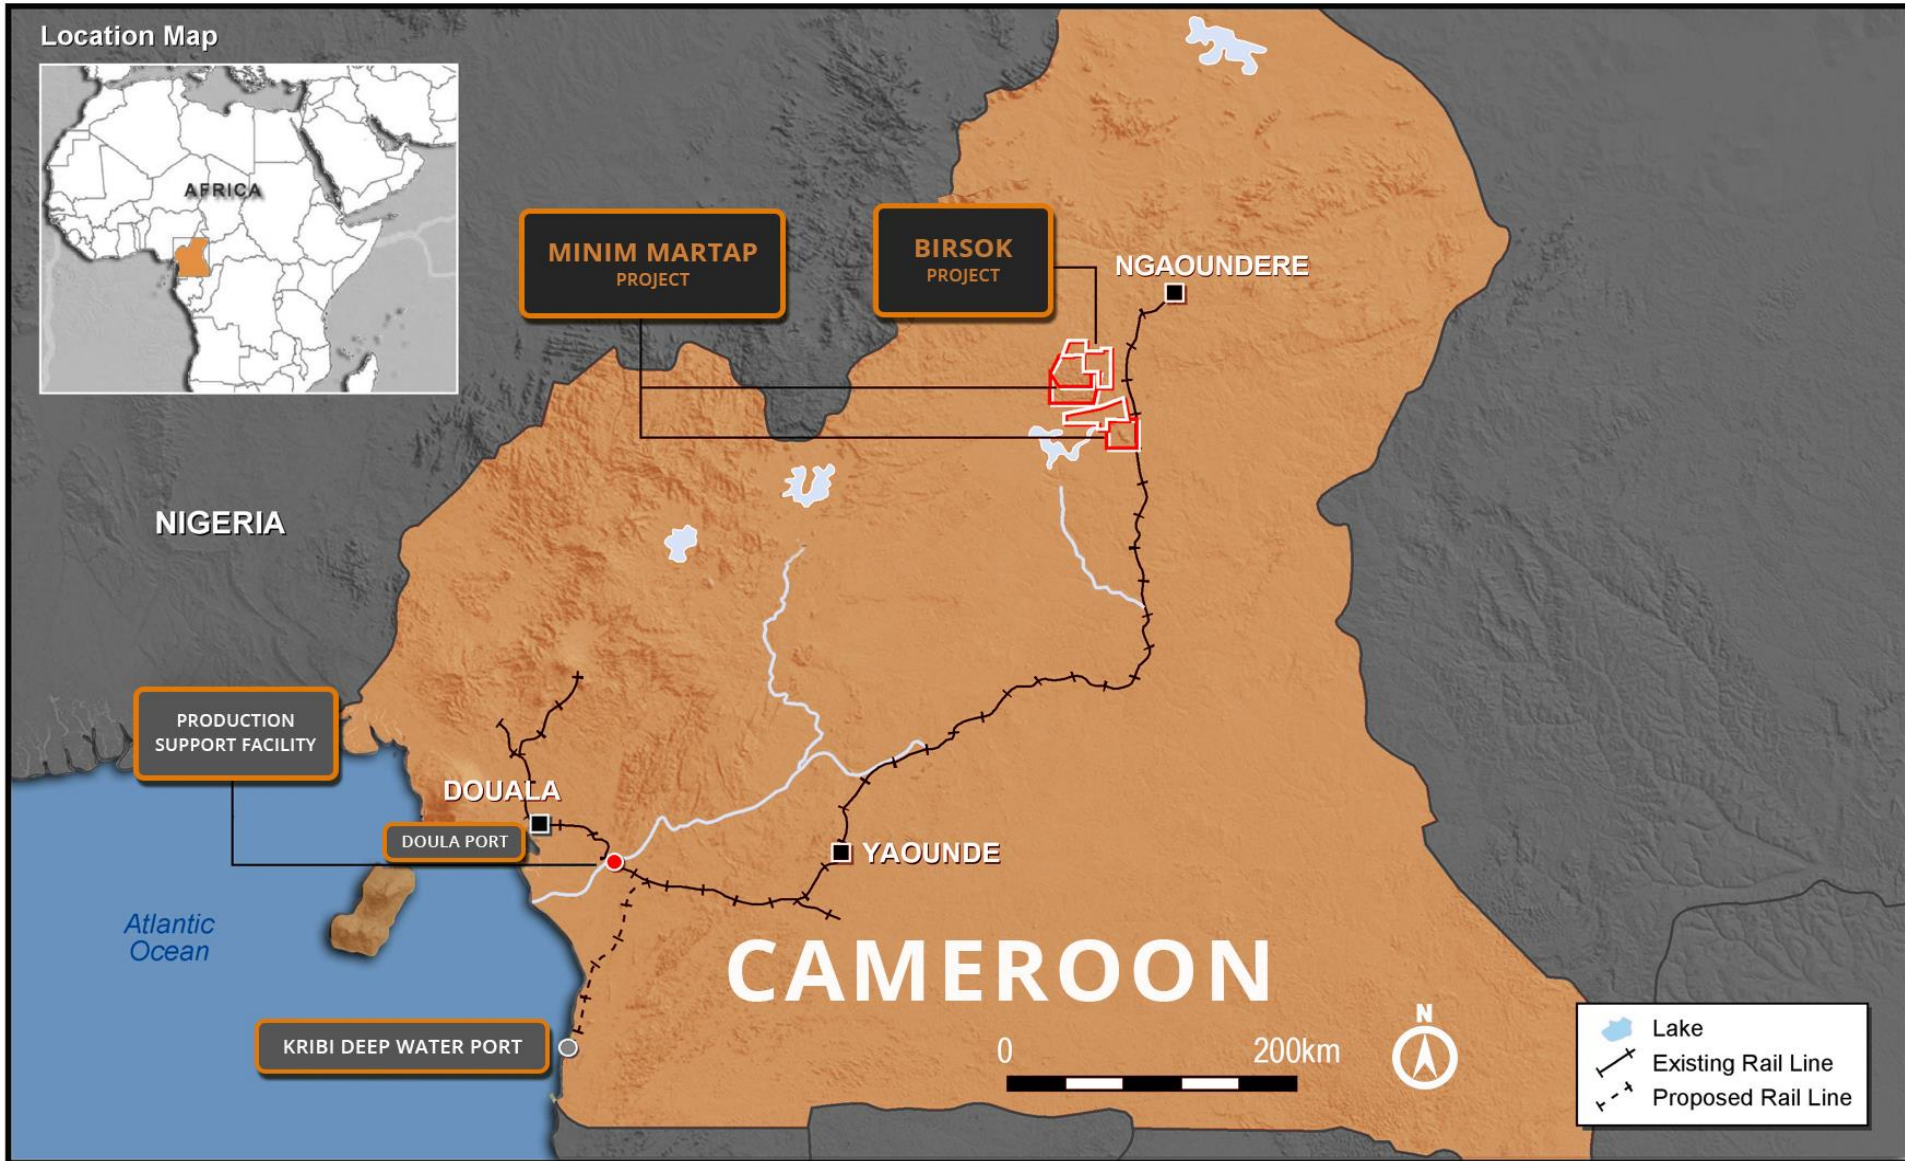 Location Map
AFRICA
MINIM MARTAP
PROJECT
BIRSOK
PROJECT
NGAOUNDERE
NIGERIA
PRODUCTION
SUPPORT FACILITY
DOUALA
DOULA PORT
YAOUNDE
Atlantic
Ocean
CAMEROON
KRIBI DEEP WATER PORT
0 200km
N
Lake
Existing Rail Line
Proposed Rail Line